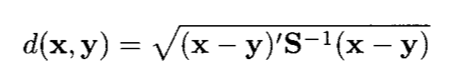 d(x, y) = √(x − y)′S⁻¹(x − y)